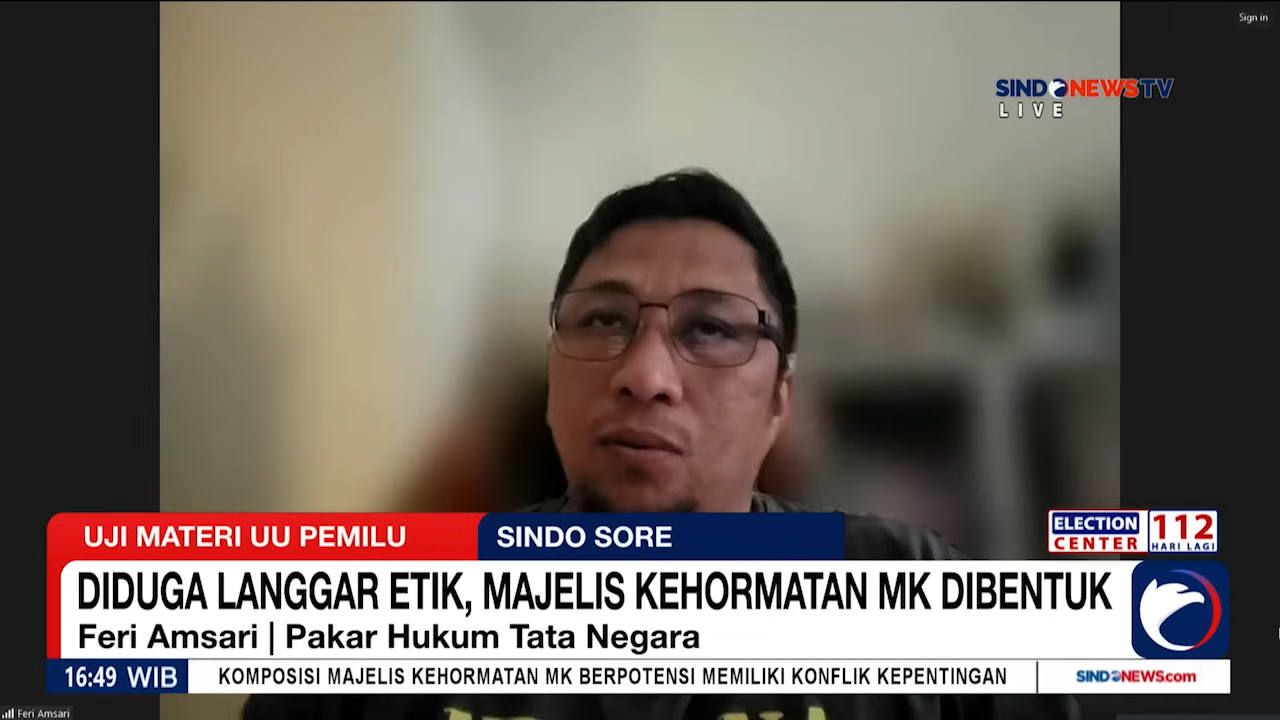 Sign in
SINDONEWSTV
LIVE
UJI MATERI UU PEMILU
SINDO SORE
ELECTION CENTER
112
HARI LAGI
DIDUGA LANGGAR ETIK, MAJELIS KEHORMATAN MK DIBENTUK
Feri Amsari | Pakar Hukum Tata Negara
16:49 WIB
KOMPOSISI MAJELIS KEHORMATAN MK BERPOTENSI MEMILIKI KONFLIK KEPENTINGAN
SINDONEWS.com
Feri Amsari